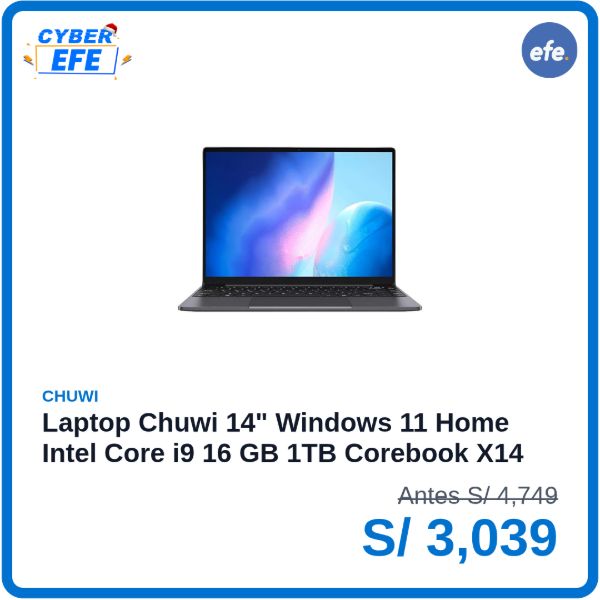 CYBER
EFE
efe.
CHUWI
Laptop Chuwi 14" Windows 11 Home
Intel Core i9 16 GB 1TB Corebook X14
Antes S/ 4,749
S/ 3,039